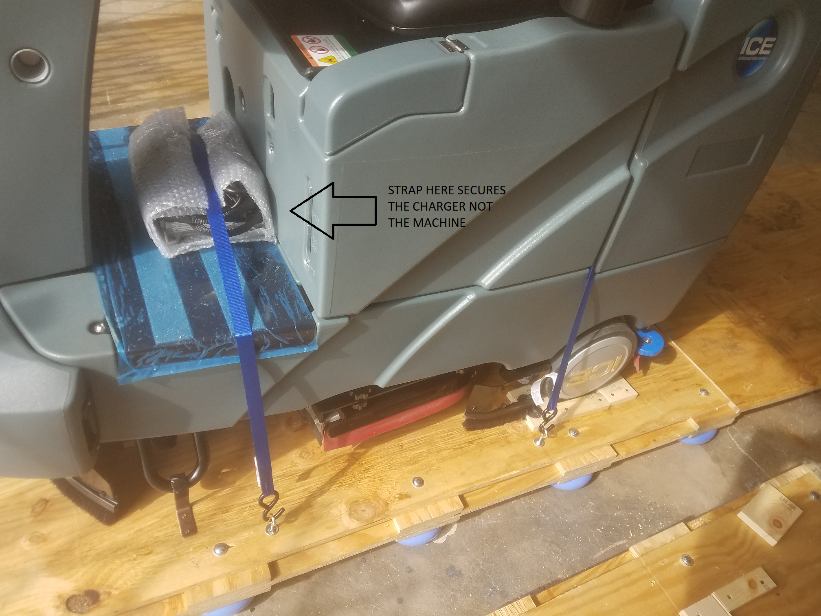 ICE
STRAP HERE SECURES
THE CHARGER NOT
THE MACHINE